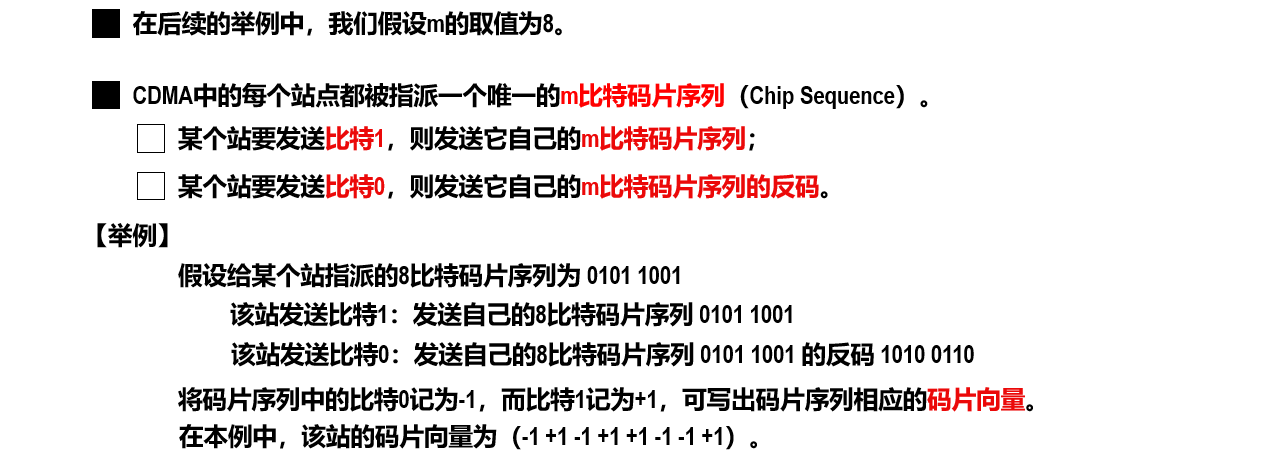 在后续的举例中，我们假设m的取值为8。
CDMA中的每个站点都被指派一个唯一的m比特码片序列（Chip Sequence）。
某个站要发送比特1，则发送它自己的m比特码片序列；
某个站要发送比特0，则发送它自己的m比特码片序列的反码。
【举例】
假设给某个站指派的8比特码片序列为 0101 1001
该站发送比特1：发送自己的8比特码片序列 0101 1001
该站发送比特0：发送自己的8比特码片序列 0101 1001 的反码 1010 0110
将码片序列中的比特0记为-1，而比特1记为+1，可写出码片序列相应的码片向量。
在本例中，该站的码片向量为（-1 +1 -1 +1 +1 -1 -1 +1）。